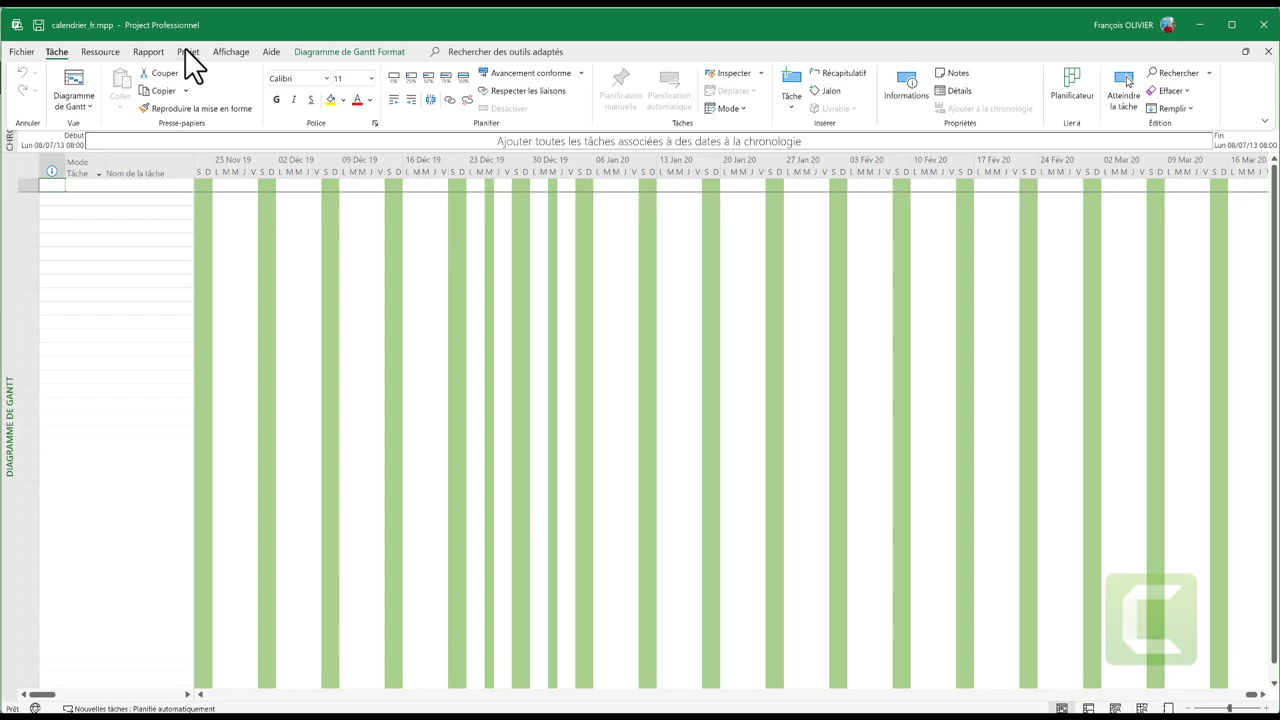 calendrier_fr.mpp - Project Professionnel
François OLIVIER
Fichier Tâche Ressource Rapport Projet Affichage Aide Diagramme de Gantt Format Rechercher des outils adaptés
Diagramme de Gantt
Vue
Annuler
Coller
Couper
Copier
Reproduire la mise en forme
Presse-papiers
Calibri 11
G I S
Police
Avancement conforme
Respecter les liaisons
Désactiver
Planifier
Planification manuelle
Planification automatique
Inspecter
Déplacer
Mode
Tâches
Tâche
Récapitulatif
Jalon
Livrable
Insérer
Informations
Notes
Détails
Ajouter à la chronologie
Propriétés
Planificateur
Lier à
Atteindre la tâche
Rechercher
Effacer
Remplir
Édition
CHRO
Début
Lun 08/07/13 08:00
Ajouter toutes les tâches associées à des dates à la chronologie
Fin
Lun 08/07/13 08:00
Mode Tâche
Nom de la tâche
25 Nov 19 02 Déc 19 09 Déc 19 16 Déc 19 23 Déc 19 30 Déc 19 06 Jan 20 13 Jan 20 20 Jan 20 27 Jan 20 03 Fév 20 10 Fév 20 17 Fév 20 24 Fév 20 02 Mar 20 09 Mar 20 16 Mar 20
S D L M M J V S D L M M J V S D L M M J V S D L M M J V S D L M M J V S D L M M J V S D L M M J V S D L M M J V S D L M M J V S D L M M J V S D L M M J V S D L M M J V S D L M M J V S D L M M J V S D L M M J V S D L M M J V S D L M M J V
DIAGRAMME DE GANTT
Prêt
Nouvelles tâches : Planifié automatiquement